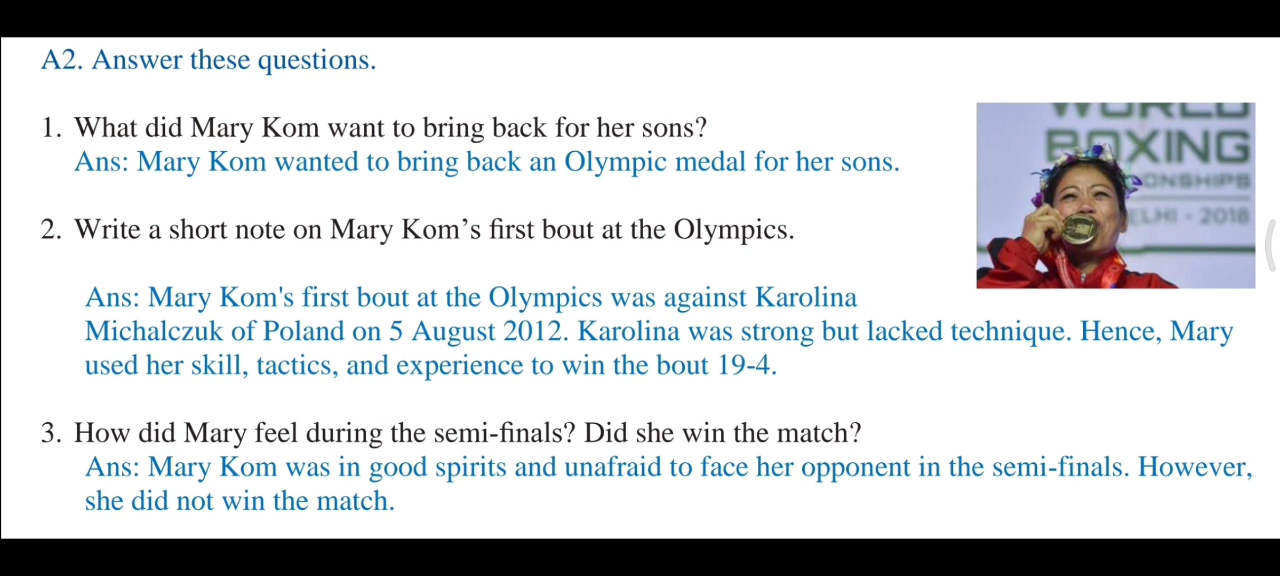 A2. Answer these questions.
1. What did Mary Kom want to bring back for her sons?
Ans: Mary Kom wanted to bring back an Olympic medal for her sons.
2. Write a short note on Mary Kom’s first bout at the Olympics.
Ans: Mary Kom's first bout at the Olympics was against Karolina
Michalczuk of Poland on 5 August 2012. Karolina was strong but lacked technique. Hence, Mary
used her skill, tactics, and experience to win the bout 19-4.
3. How did Mary feel during the semi-finals? Did she win the match?
Ans: Mary Kom was in good spirits and unafraid to face her opponent in the semi-finals. However,
she did not win the match.
WORLD
BOXING
ONSHIPS
ELHI - 2018